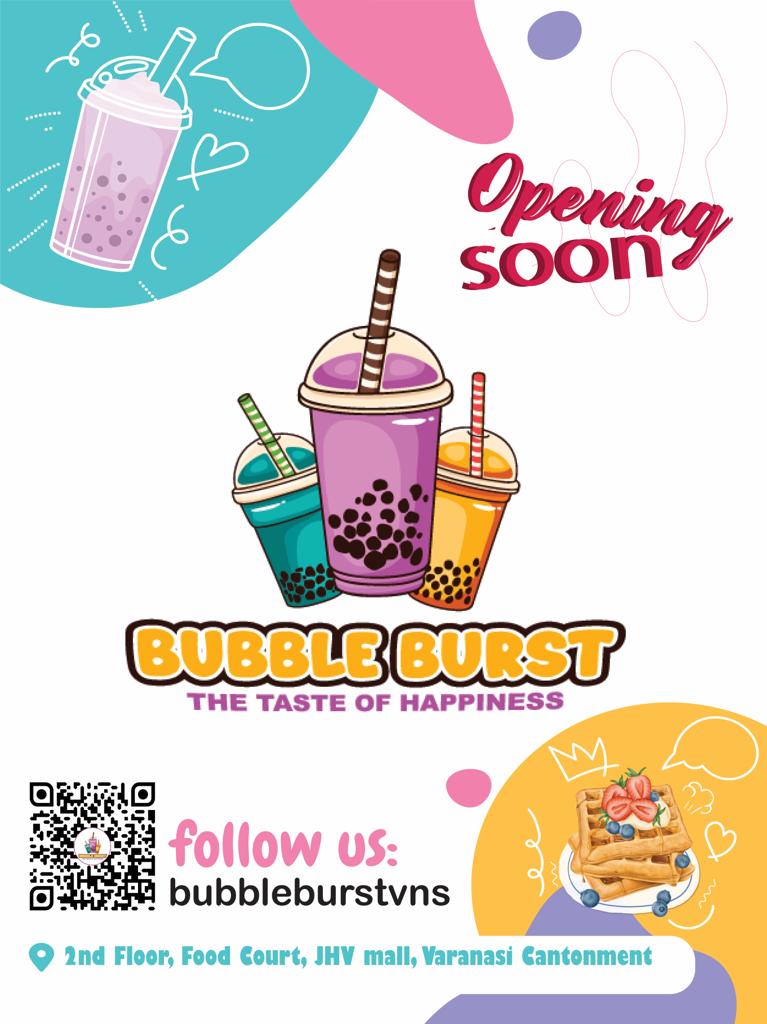 Opening
soon
BUBBLE BURST
THE TASTE OF HAPPINESS
follow us:
bubbleburstvns
2nd Floor, Food Court, JHV mall, Varanasi Cantonment